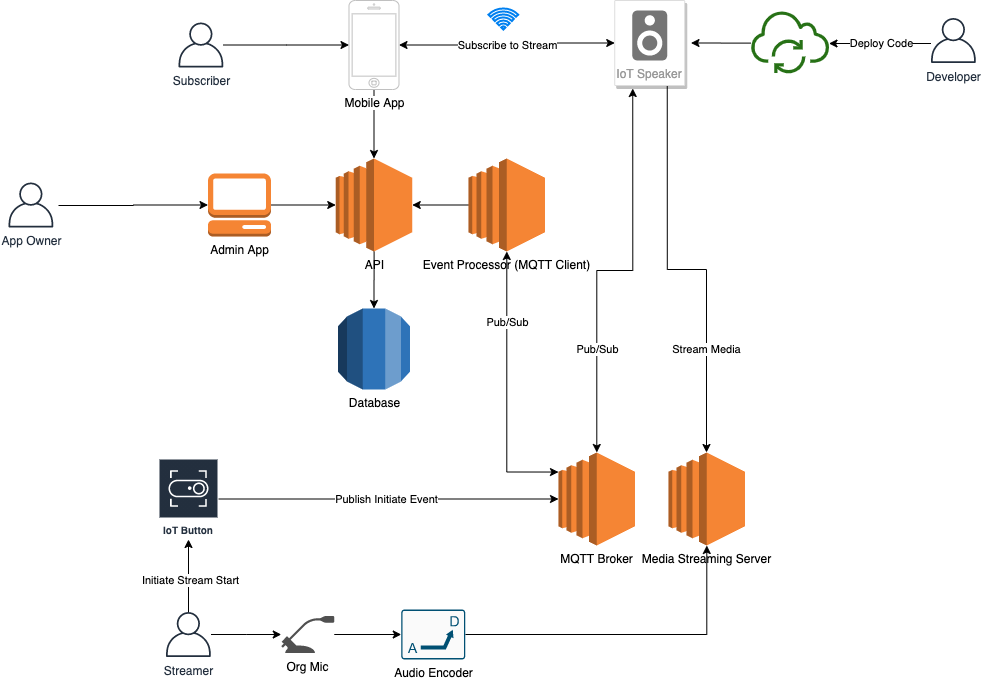 Subscribe to Stream
Deploy Code
IoT Speaker
Subscriber
Developer
Mobile App
App Owner
Admin App
API
Event Processor (MQTT Client)
Pub/Sub
Pub/Sub
Stream Media
Database
Publish Initiate Event
IoT Button
MQTT Broker
Media Streaming Server
Initiate Stream Start
D
A
Streamer
Org Mic
Audio Encoder